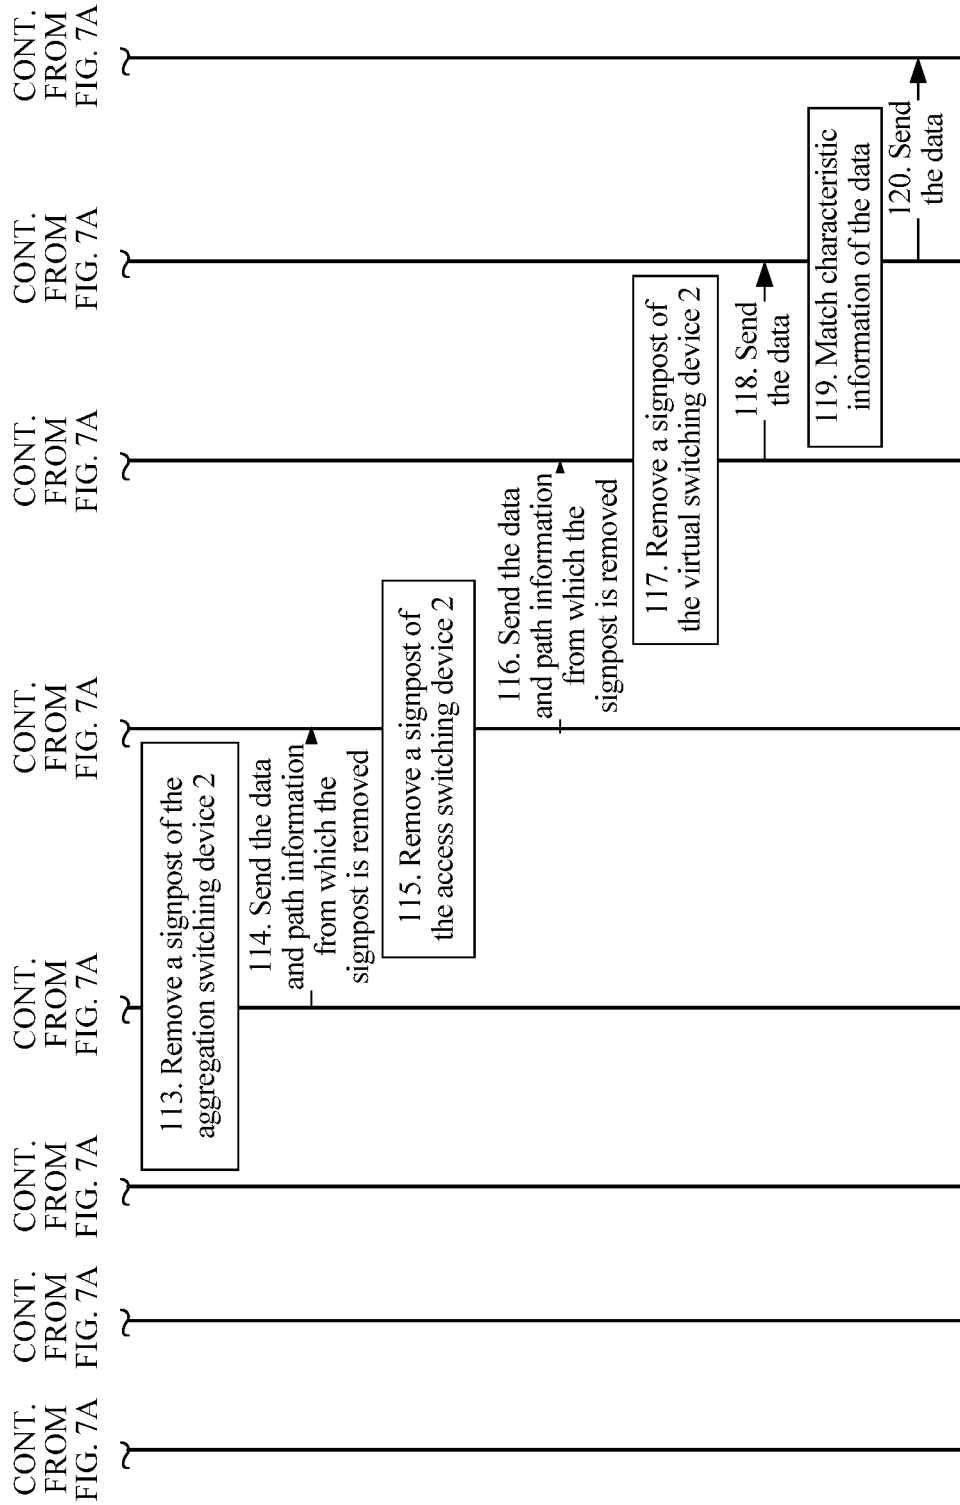 CONT.
FROM
FIG. 7A
CONT.
FROM
FIG. 7A
CONT.
FROM
FIG. 7A
CONT.
FROM
FIG. 7A
CONT.
FROM
FIG. 7A
CONT.
FROM
FIG. 7A
CONT.
FROM
FIG. 7A
CONT.
FROM
FIG. 7A
113. Remove a signpost of the
aggregation switching device 2
114. Send the data
and path information
from which the
signpost is removed
115. Remove a signpost of
the access switching device 2
116. Send the data
and path information
from which the
signpost is removed
117. Remove a signpost of
the virtual switching device 2
118. Send
the data
119. Match characteristic
information of the data
120. Send
the data